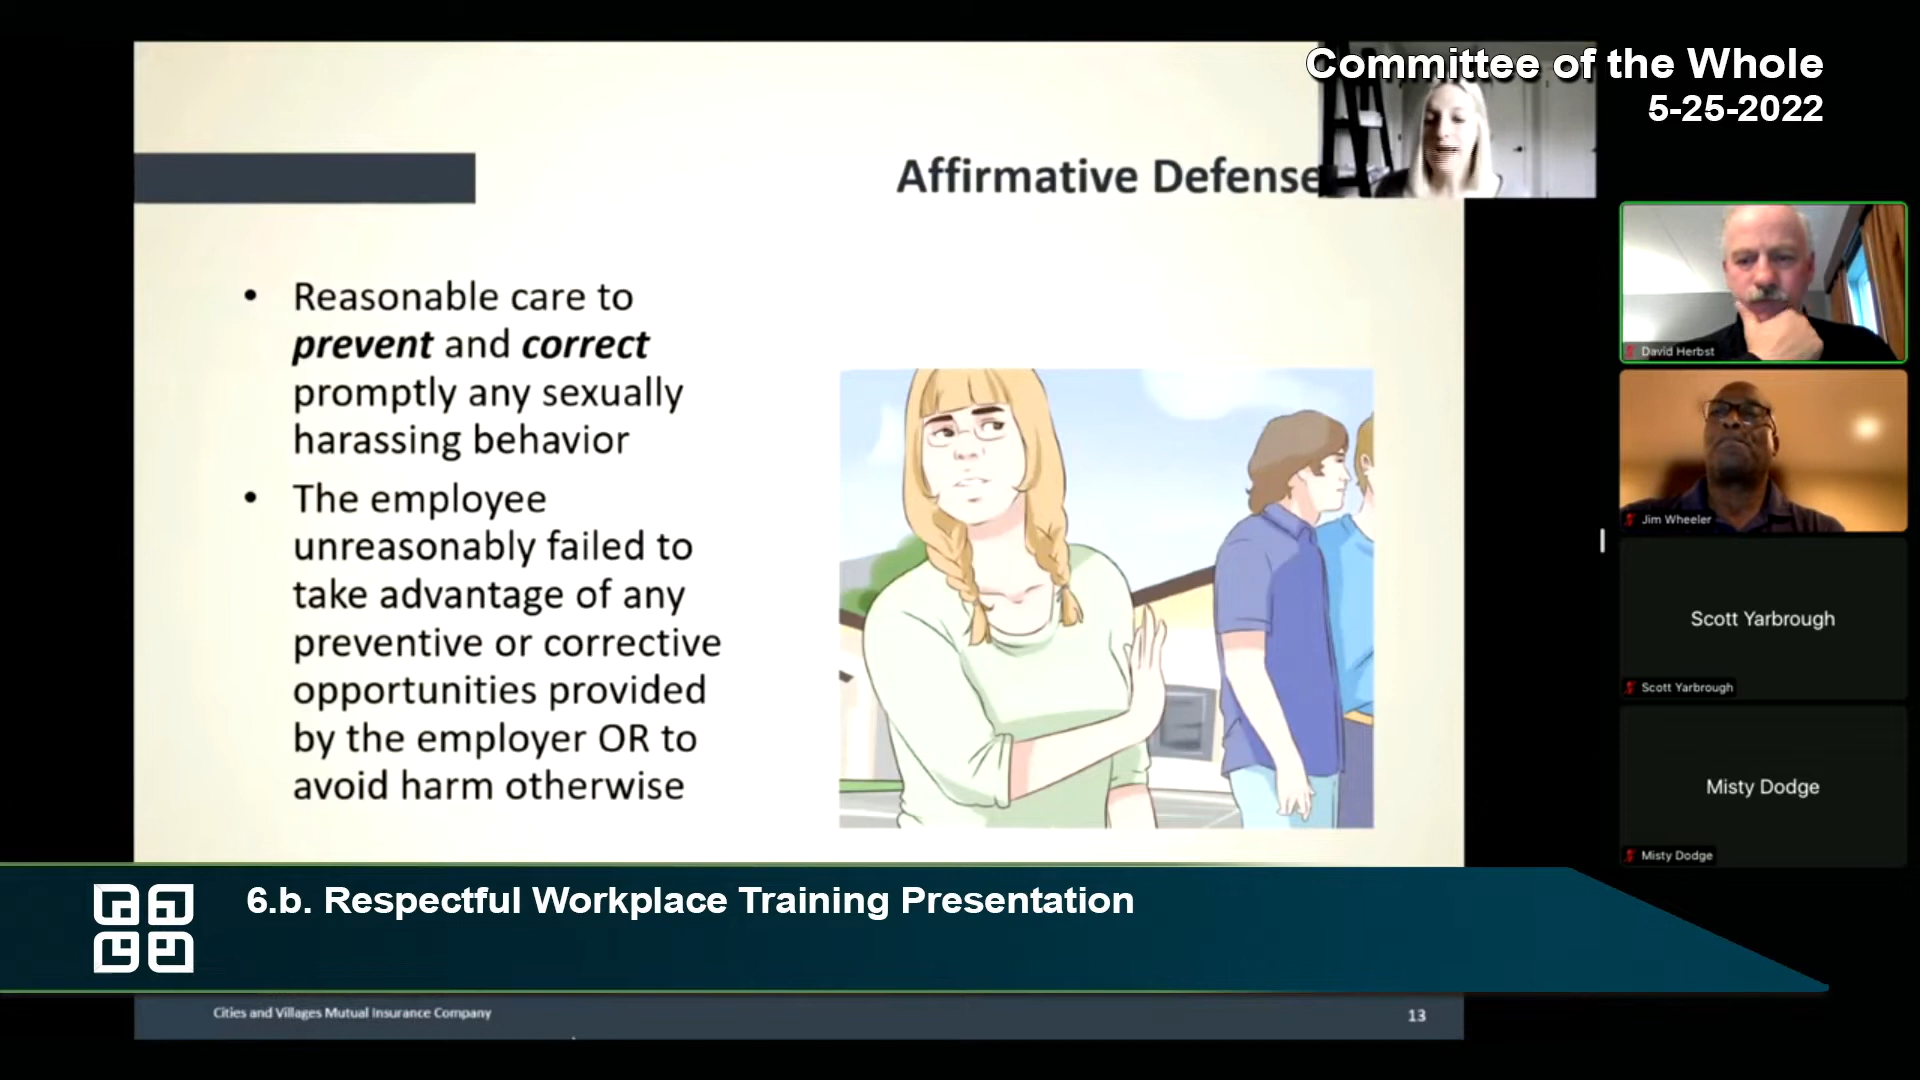 Committee of the Whole
5-25-2022
Affirmative Defense
• Reasonable care to
prevent and correct
promptly any sexually
harassing behavior
• The employee
unreasonably failed to
take advantage of any
preventive or corrective
opportunities provided
by the employer OR to
avoid harm otherwise
David Herbst
Jim Wheeler
Scott Yarbrough
Scott Yarbrough
Misty Dodge
Misty Dodge
6.b. Respectful Workplace Training Presentation
Cities and Villages Mutual Insurance Company
13